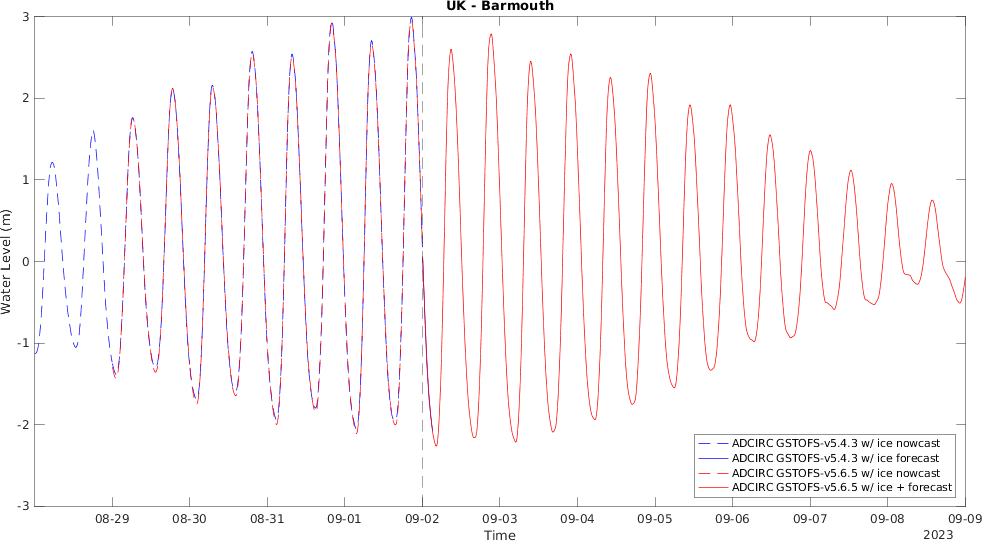 UK - Barmouth
3
2
1
0
-1
-2
-3
Water Level (m)
ADCIRC GSTOFS-v5.4.3 w/ ice nowcast
ADCIRC GSTOFS-v5.4.3 w/ ice forecast
ADCIRC GSTOFS-v5.6.5 w/ ice nowcast
ADCIRC GSTOFS-v5.6.5 w/ ice + forecast
08-29 08-30 08-31 09-01 09-02 09-03 09-04 09-05 09-06 09-07 09-08 09-09
Time
2023